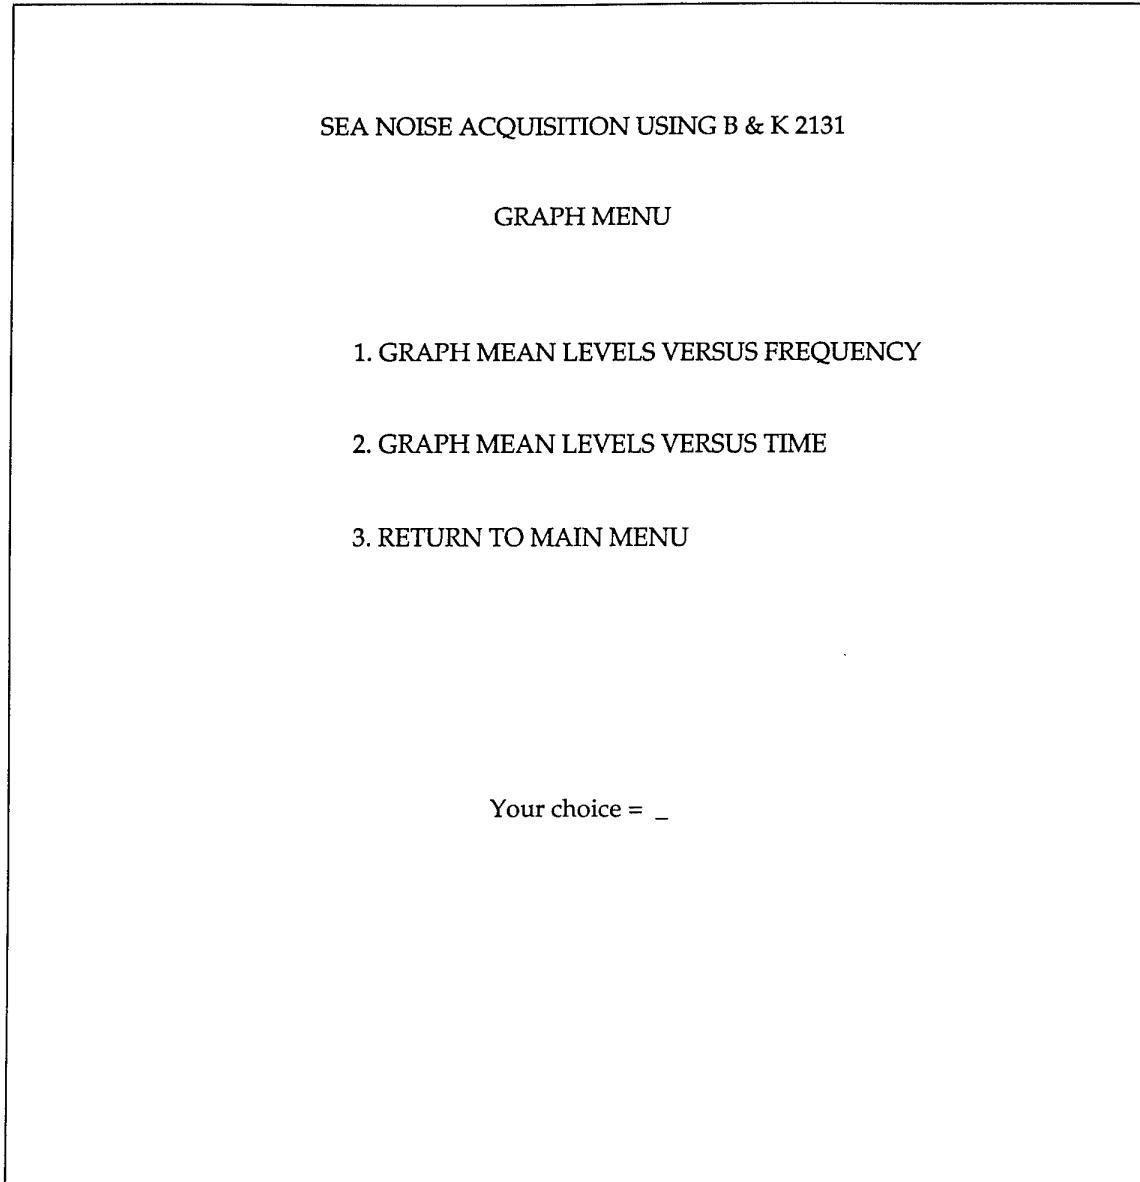 SEA NOISE ACQUISITION USING B & K 2131
GRAPH MENU
1. GRAPH MEAN LEVELS VERSUS FREQUENCY
2. GRAPH MEAN LEVELS VERSUS TIME
3. RETURN TO MAIN MENU
Your choice = _